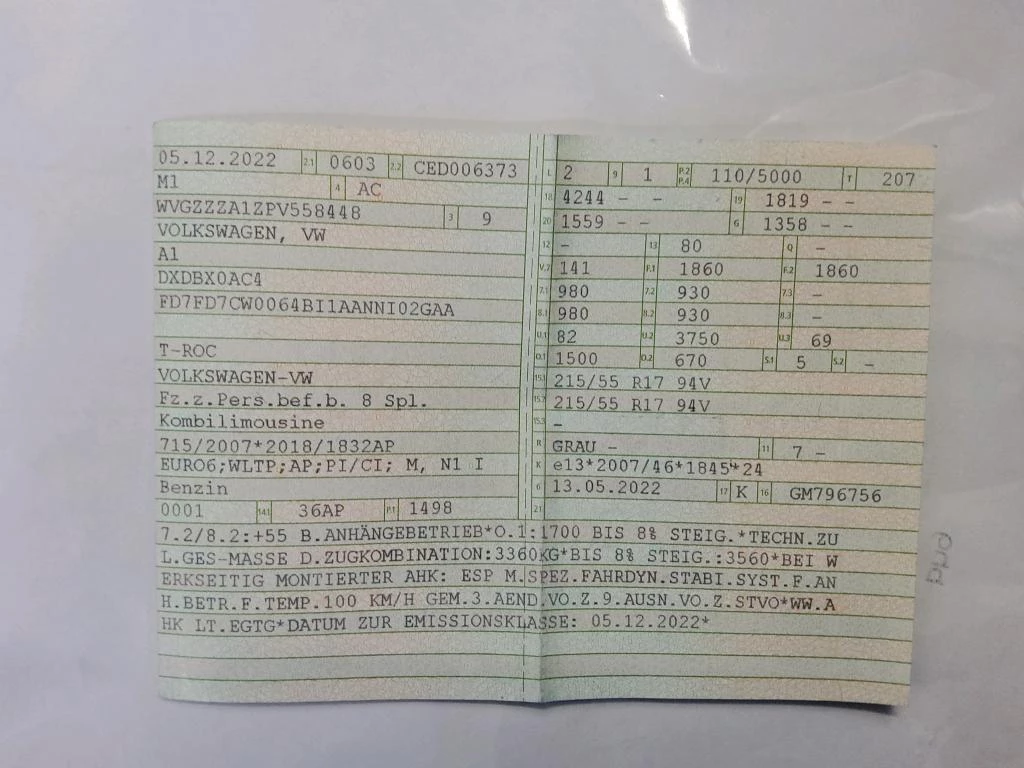 05.12.2022 2.1 0603 2.2 CED006373
M1 4 AC
WVGZZZA1ZPV558448 3 9
VOLKSWAGEN, VW
A1
DXDBX0AC4
FD7FD7CW0064BI1AANNI02GAA
T-ROC
VOLKSWAGEN-VW
Fz.z.Pers.bef.b. 8 Spl.
Kombilimousine
715/2007*2018/1832AP
EURO6;WLTP;AP;PI/CI; M, N1 I
Benzin
0001 14.1 36AP P.1 1498
L 2 9 1 P.2 P.4 110/5000 T 207
18 4244 - - 19 1819 - -
20 1559 - - G 1358 - -
12 - 13 80 Q -
V.7 141 F.1 1860 F.2 1860
7.1 980 7.2 930 7.3 -
8.1 980 8.2 930 8.3 -
U.1 82 U.2 3750 U.3 69
O.1 1500 O.2 670 S.1 5 S.2 -
15.1 215/55 R17 94V
15.2 215/55 R17 94V
15.3 -
R GRAU - 11 7 -
K e13*2007/46*1845*24
6 13.05.2022 17 K 16 GM796756
21
7.2/8.2:+55 B.ANHÄNGEBETRIEB*O.1:1700 BIS 8% STEIG.*TECHN.ZU
L.GES-MASSE D.ZUGKOMBINATION:3360KG*BIS 8% STEIG.:3560*BEI W
ERKSEITIG MONTIERTER AHK: ESP M.SPEZ.FAHRDYN.STABI.SYST.F.AN
H.BETR.F.TEMP.100 KM/H GEM.3.AEND.VO.Z.9.AUSN.VO.Z.STVO*WW.A
HK LT.EGTG*DATUM ZUR EMISSIONSKLASSE: 05.12.2022*